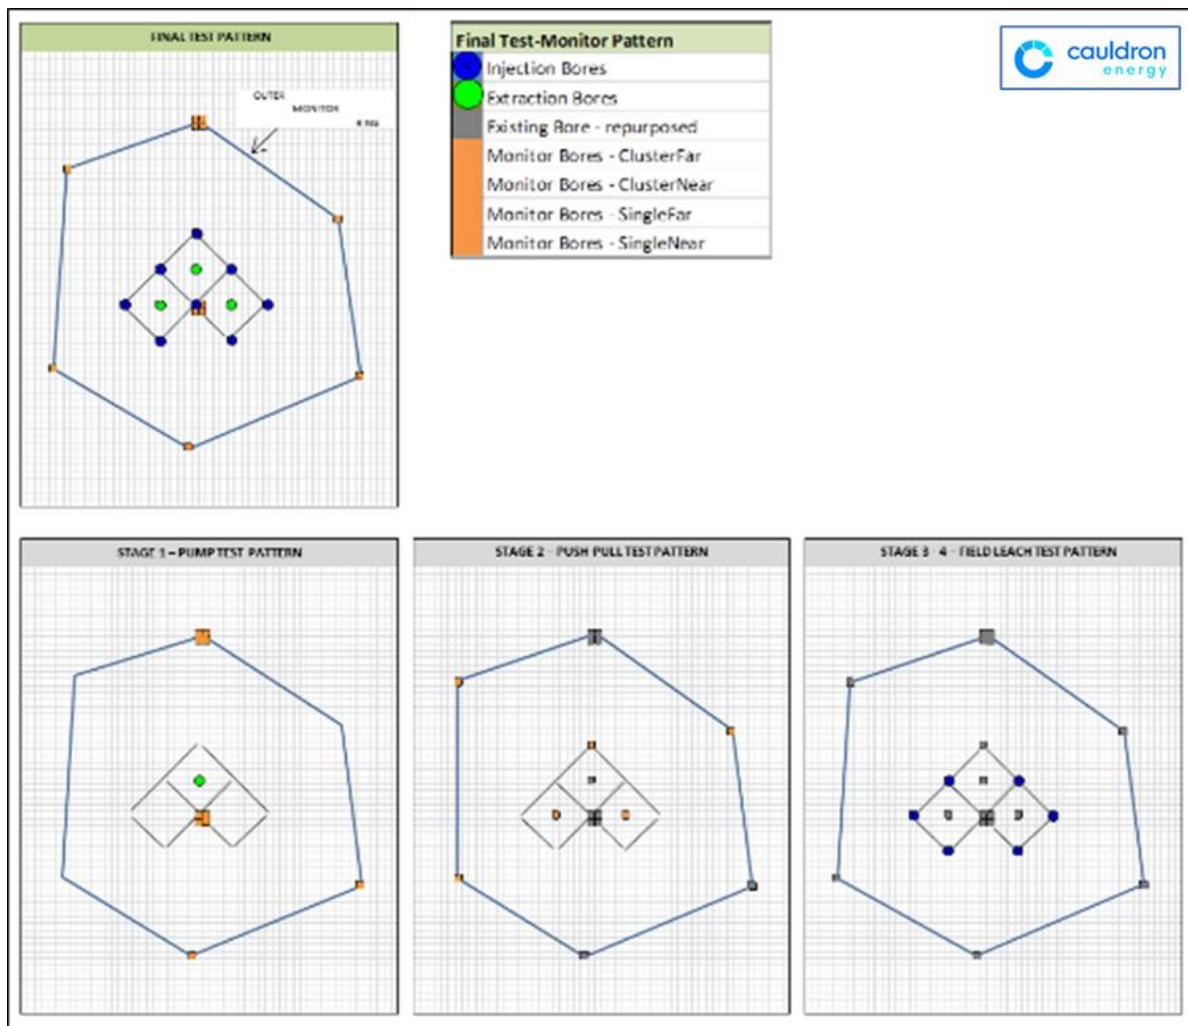 FINAL TEST PATTERN
OUTER
MONITOR
Final Test-Monitor Pattern
Injection Bores
Extraction Bores
Existing Bore - repurposed
Monitor Bores - ClusterFar
Monitor Bores - ClusterNear
Monitor Bores - SingleFar
Monitor Bores - SingleNear
cauldron
energy
STAGE 1 – PUMP TEST PATTERN
STAGE 2 - PUSH PULL TEST PATTERN
STAGE 3 - 4 - FIELD LEACH TEST PATTERN